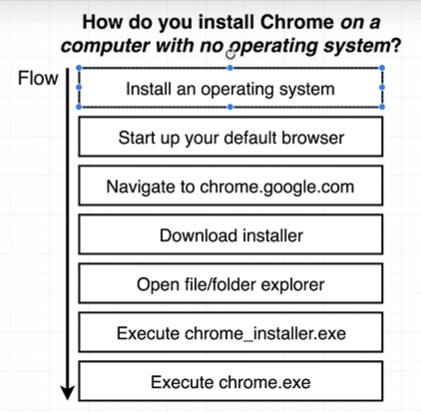 How do you install Chrome on a
computer with no operating system?
Flow
Install an operating system
Start up your default browser
Navigate to chrome.google.com
Download installer
Open file/folder explorer
Execute chrome_installer.exe
Execute chrome.exe